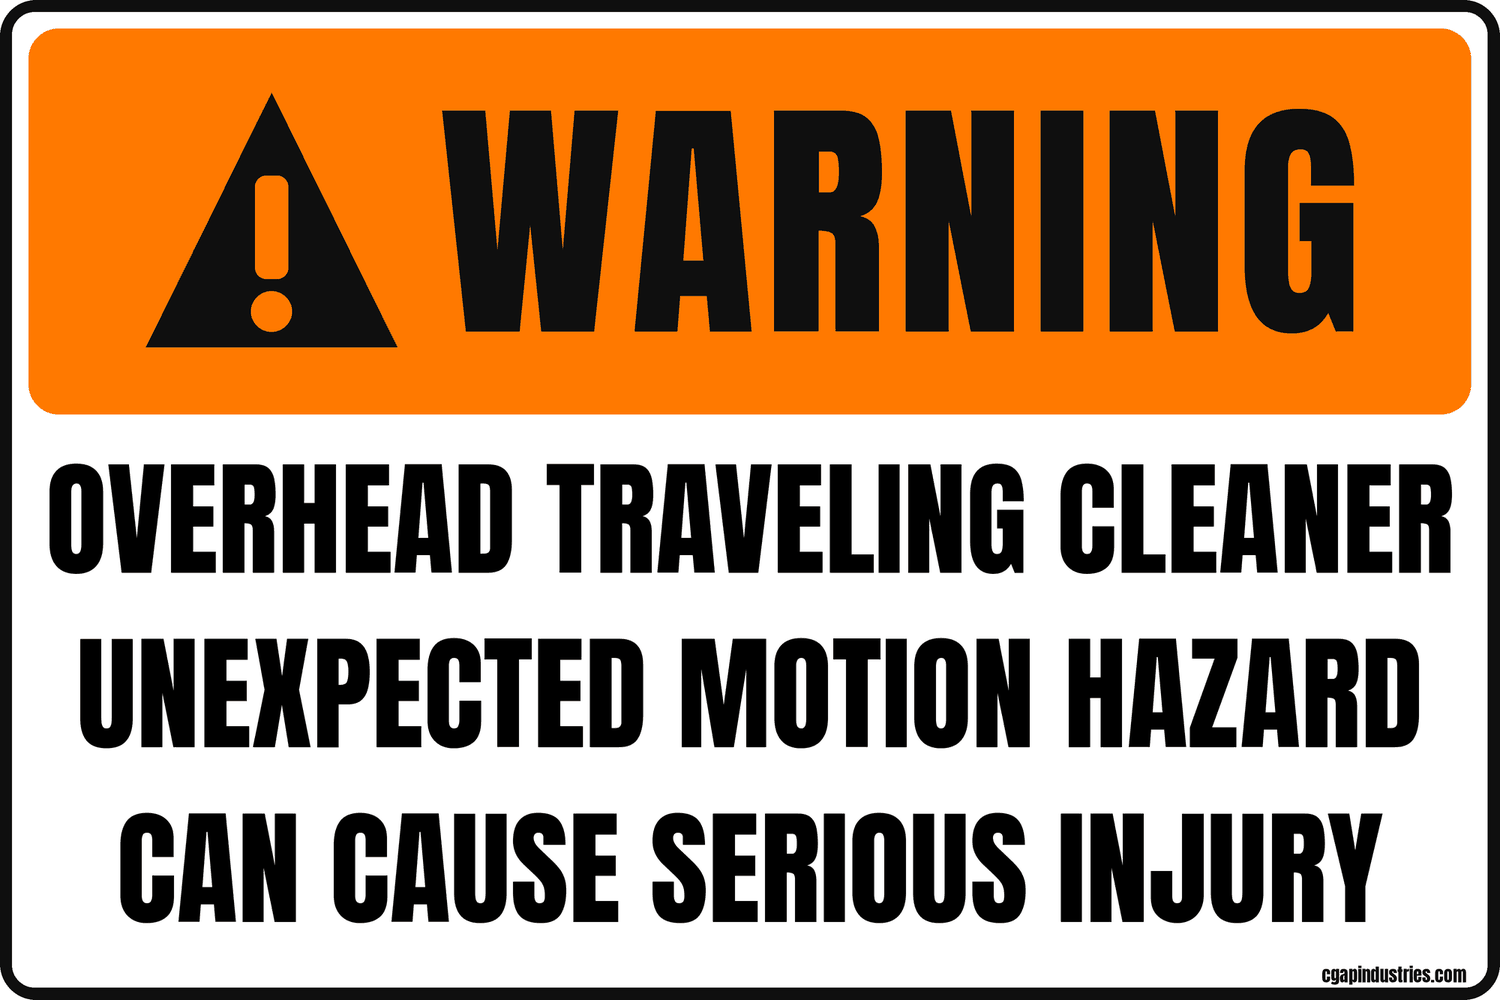 WARNING
OVERHEAD TRAVELING CLEANER
UNEXPECTED MOTION HAZARD
CAN CAUSE SERIOUS INJURY
cgapindustries.com